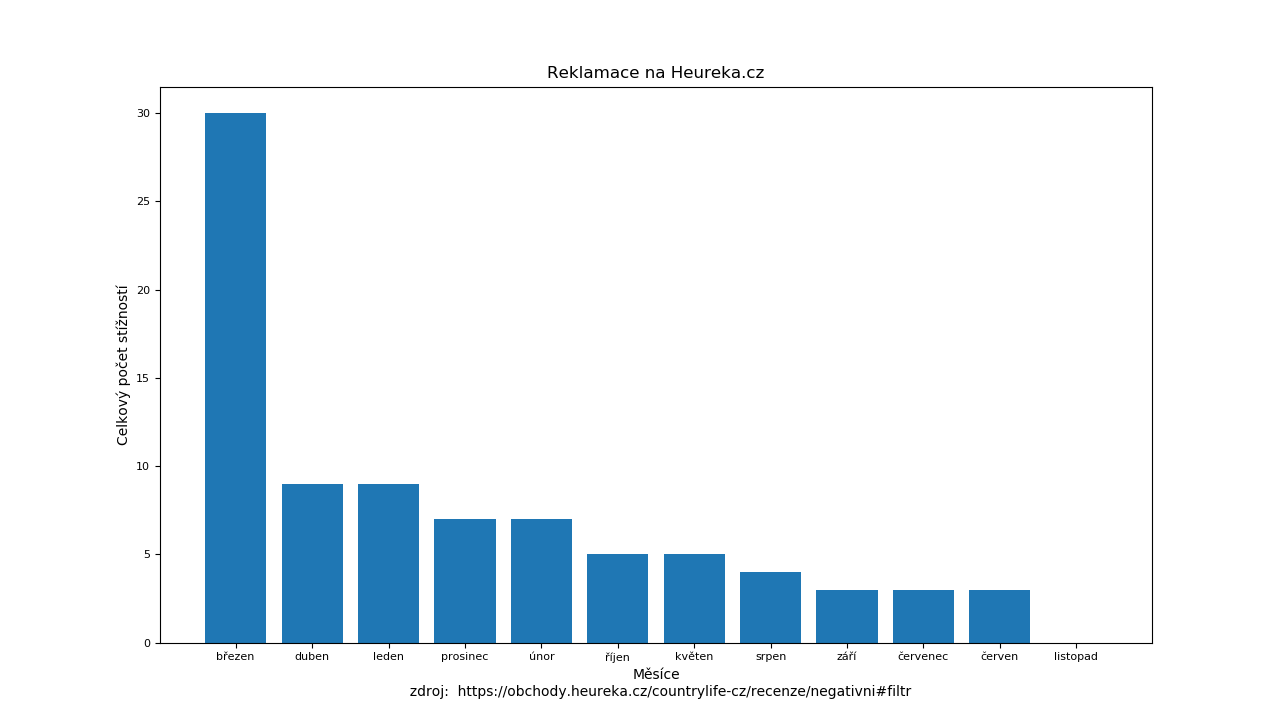 Reklamace na Heureka.cz
30
25
20
15
10
5
0
Celkový počet stížností
březen duben leden prosinec únor říjen květen srpen září červenec červen listopad
Měsíce
zdroj: https://obchody.heureka.cz/countrylife-cz/recenze/negativni#filtr